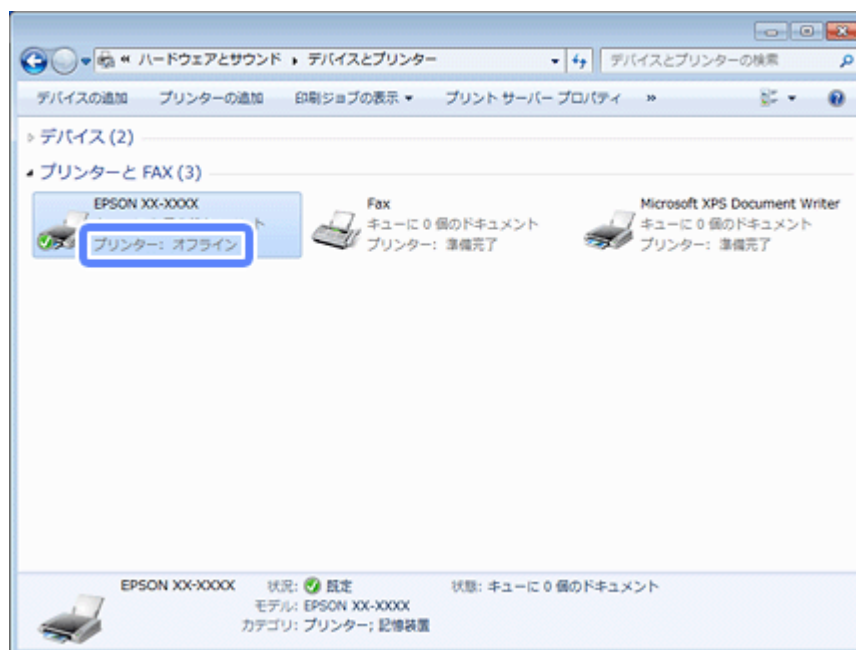 « ハードウェアとサウンド ▸ デバイスとプリンター
デバイスとプリンターの検索
デバイスの追加 プリンターの追加 印刷ジョブの表示 ▼ プリント サーバー プロパティ »
デバイス (2)
プリンターと FAX (3)
EPSON XX-XXXX
プリンター: オフライン
Fax
キューに 0 個のドキュメント
プリンター: 準備完了
Microsoft XPS Document Writer
キューに 0 個のドキュメント
プリンター: 準備完了
EPSON XX-XXXX 状況: 既定 状態: キューに 0 個のドキュメント
モデル: EPSON XX-XXXX
カテゴリ: プリンター; 記憶装置